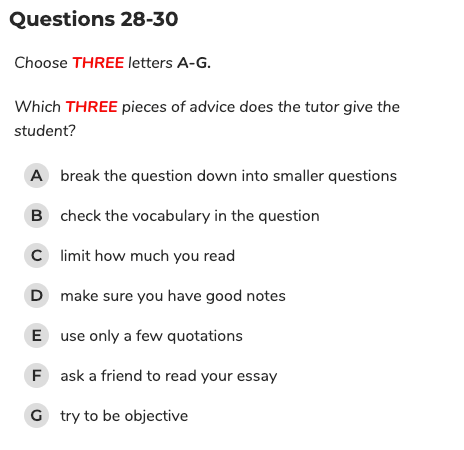 Questions 28-30
Choose THREE letters A-G.
Which THREE pieces of advice does the tutor give the
student?
A break the question down into smaller questions
B check the vocabulary in the question
C limit how much you read
D make sure you have good notes
E use only a few quotations
F ask a friend to read your essay
G try to be objective